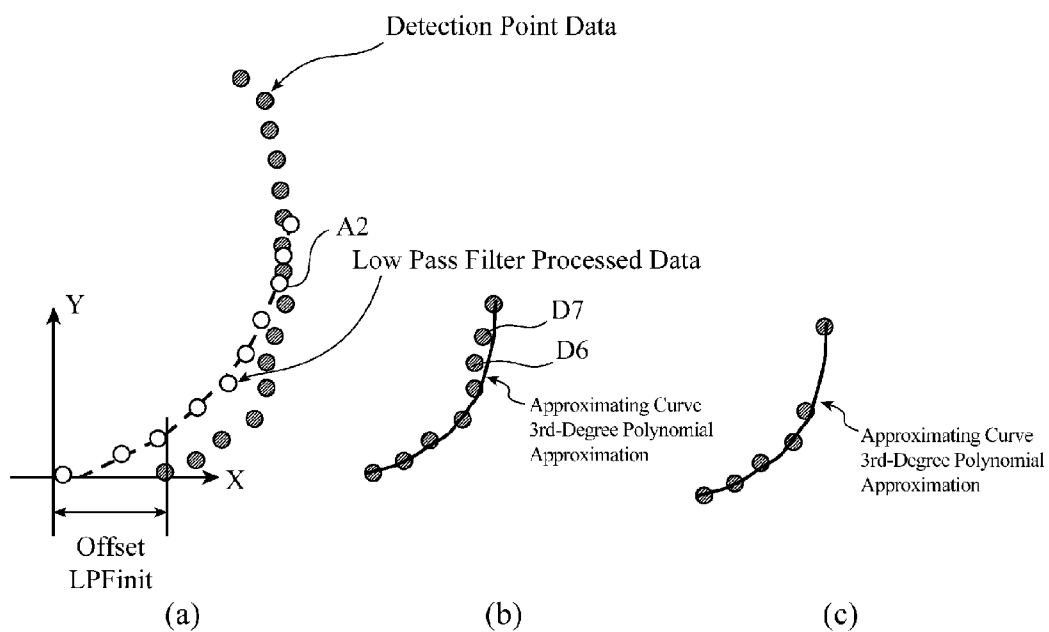 Detection Point Data
A2
Low Pass Filter Processed Data
Y
X
Offset
LPFinit
(a)
D7
D6
Approximating Curve
3rd-Degree Polynomial
Approximation
(b)
Approximating Curve
3rd-Degree Polynomial
Approximation
(c)